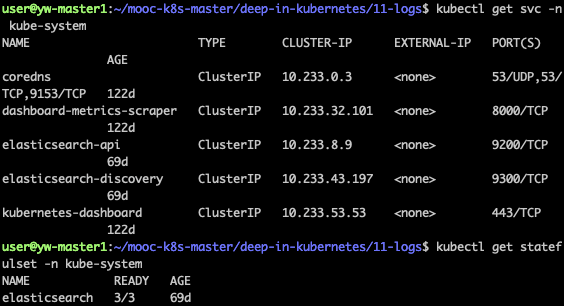 user@yw-master1:~/mooc-k8s-master/deep-in-kubernetes/11-logs$ kubectl get svc -n
 kube-system
NAME                        TYPE        CLUSTER-IP      EXTERNAL-IP   PORT(S)
               AGE
coredns                     ClusterIP   10.233.0.3      <none>        53/UDP,53/
TCP,9153/TCP   122d
dashboard-metrics-scraper   ClusterIP   10.233.32.101   <none>        8000/TCP
               122d
elasticsearch-api           ClusterIP   10.233.8.9      <none>        9200/TCP
               69d
elasticsearch-discovery     ClusterIP   10.233.43.197   <none>        9300/TCP
               69d
kubernetes-dashboard        ClusterIP   10.233.53.53    <none>        443/TCP
               122d
user@yw-master1:~/mooc-k8s-master/deep-in-kubernetes/11-logs$ kubectl get statef
ulset -n kube-system
NAME            READY   AGE
elasticsearch   3/3     69d